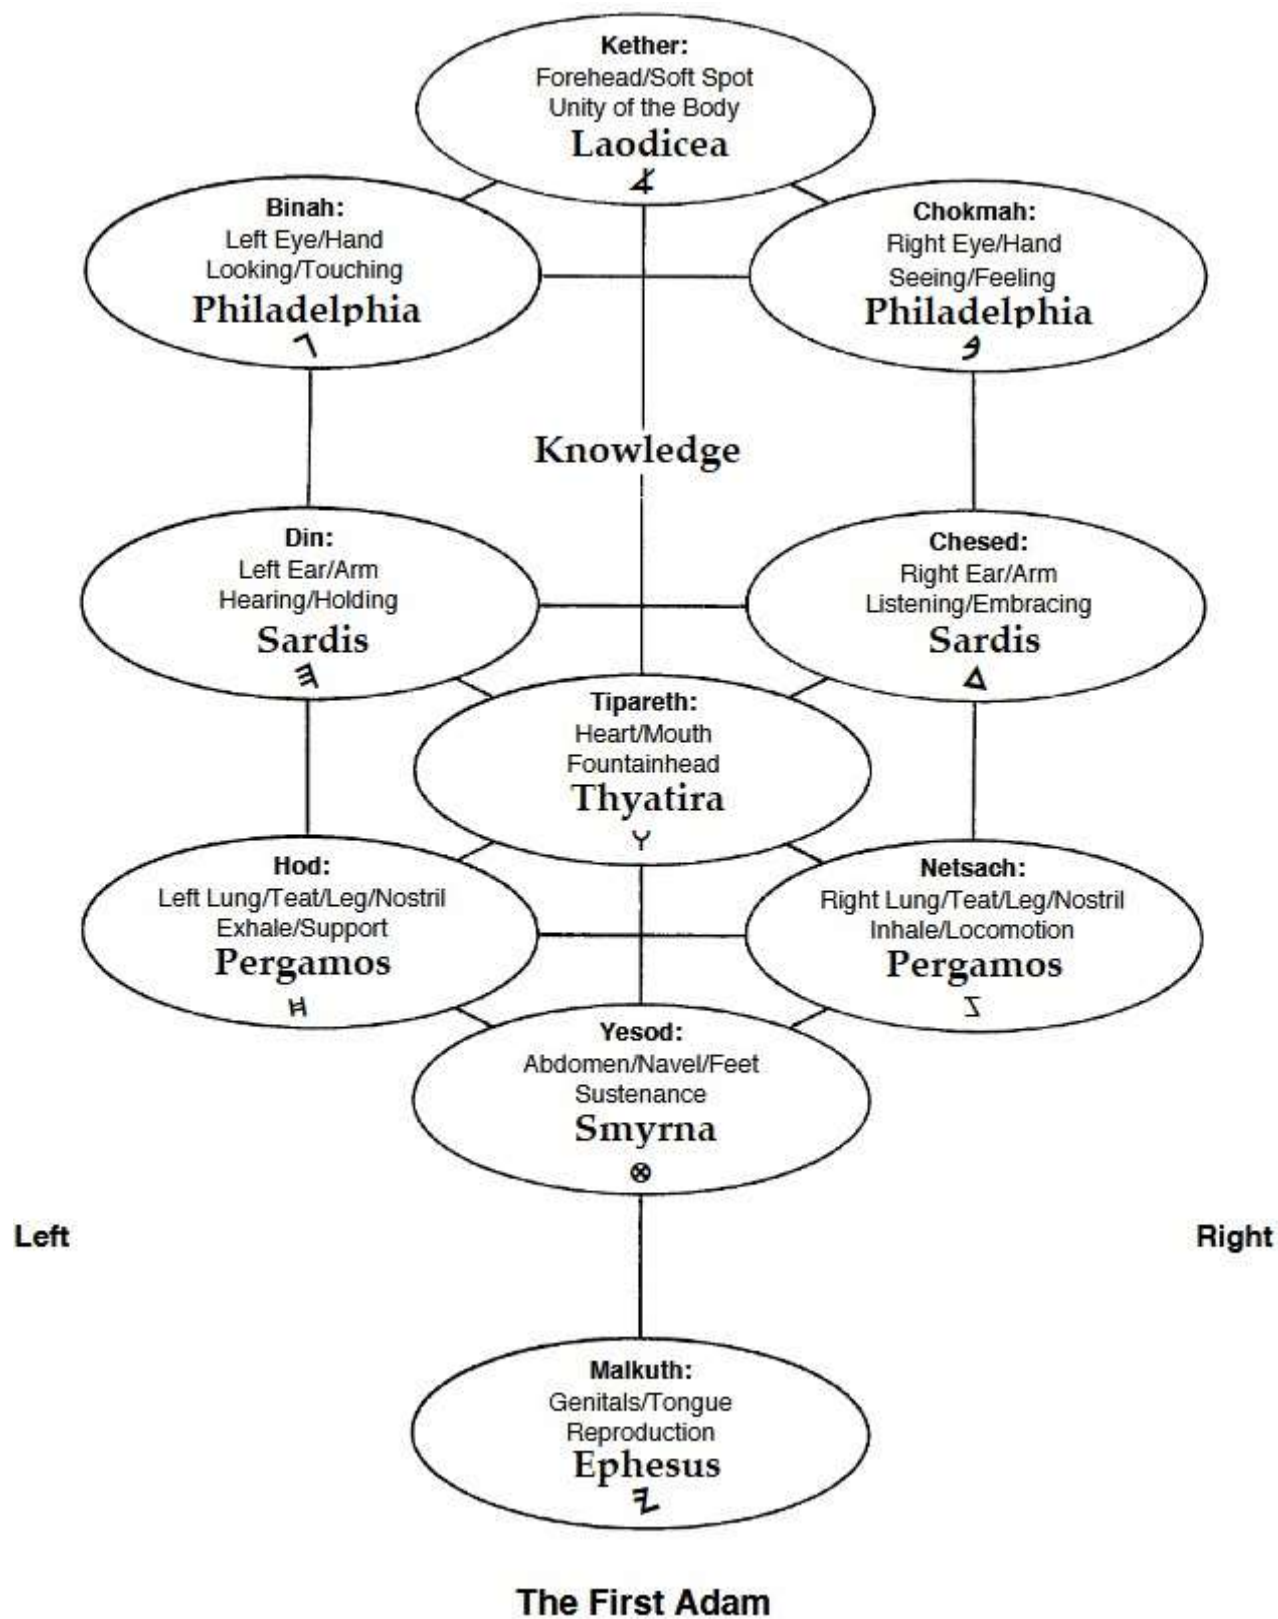 Kether:
Forehead/Soft Spot
Unity of the Body
Laodicea
𐤀
Binah:
Left Eye/Hand
Looking/Touching
Philadelphia
𐤂
Chokmah:
Right Eye/Hand
Seeing/Feeling
Philadelphia
𐤁
Knowledge
Din:
Left Ear/Arm
Hearing/Holding
Sardis
𐤄
Chesed:
Right Ear/Arm
Listening/Embracing
Sardis
𐤃
Tipareth:
Heart/Mouth
Fountainhead
Thyatira
𐤅
Hod:
Left Lung/Teat/Leg/Nostril
Exhale/Support
Pergamos
𐤇
Netsach:
Right Lung/Teat/Leg/Nostril
Inhale/Locomotion
Pergamos
𐤆
Yesod:
Abdomen/Navel/Feet
Sustenance
Smyrna
𐤈
Left
Right
Malkuth:
Genitals/Tongue
Reproduction
Ephesus
𐤉
The First Adam